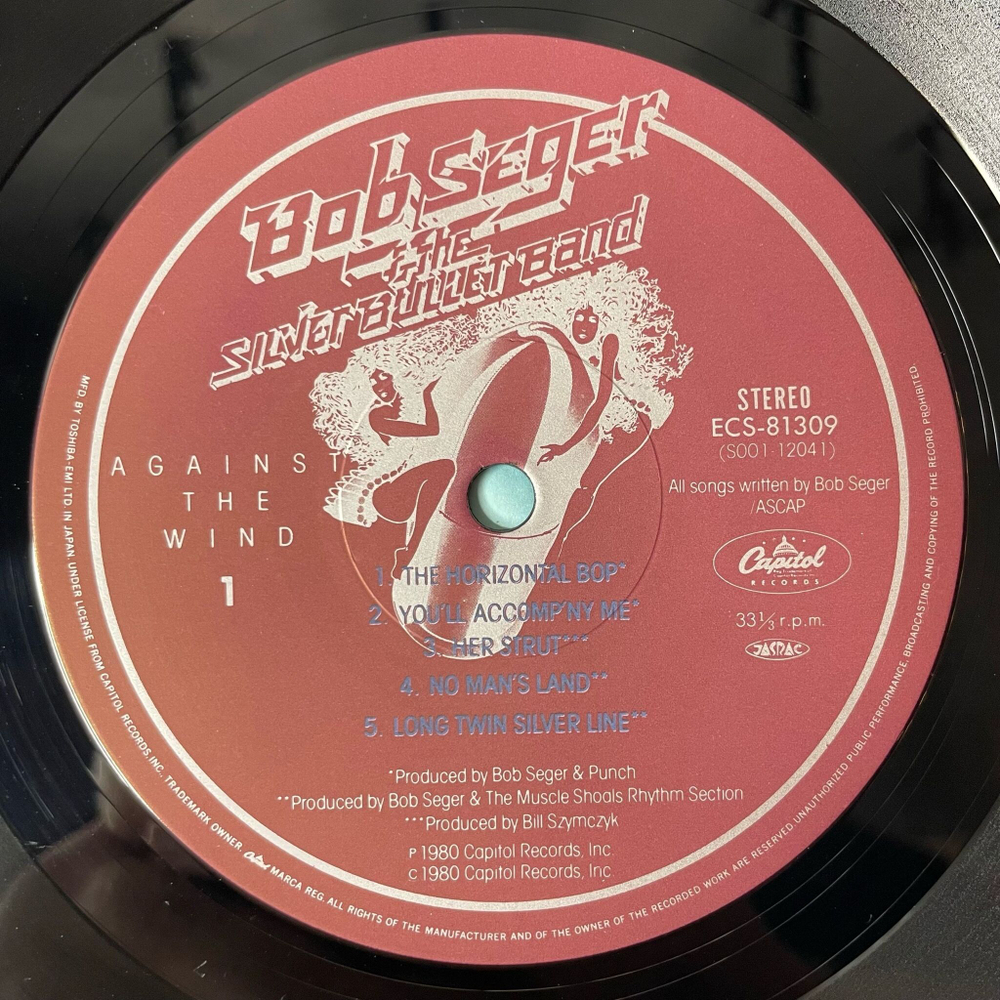 Bob Seger
& The
Silver Bullet Band
AGAINST
THE
WIND
1
STEREO
ECS-81309
(S001-12041)
All songs written by Bob Seger
/ASCAP
Capitol
RECORDS
33⅓ r.p.m.
JASRAC
1. THE HORIZONTAL BOP*
2. YOU'LL ACCOMP'NY ME*
3. HER STRUT***
4. NO MAN'S LAND**
5. LONG TWIN SILVER LINE**
*Produced by Bob Seger & Punch
**Produced by Bob Seger & The Muscle Shoals Rhythm Section
***Produced by Bill Szymczyk
P 1980 Capitol Records, Inc.
C 1980 Capitol Records, Inc
MFD. BY TOSHIBA-EMI LTD. IN JAPAN. UNDER LICENSE FROM CAPITOL RECORDS, INC., TRADEMARK OWNER. Capitol MARCA REG. ALL RIGHTS OF THE MANUFACTURER AND OF THE OWNER OF THE RECORDED WORK ARE RESERVED. UNAUTHORIZED PUBLIC PERFORMANCE, BROADCASTING AND COPYING OF THE RECORD PROHIBITED.